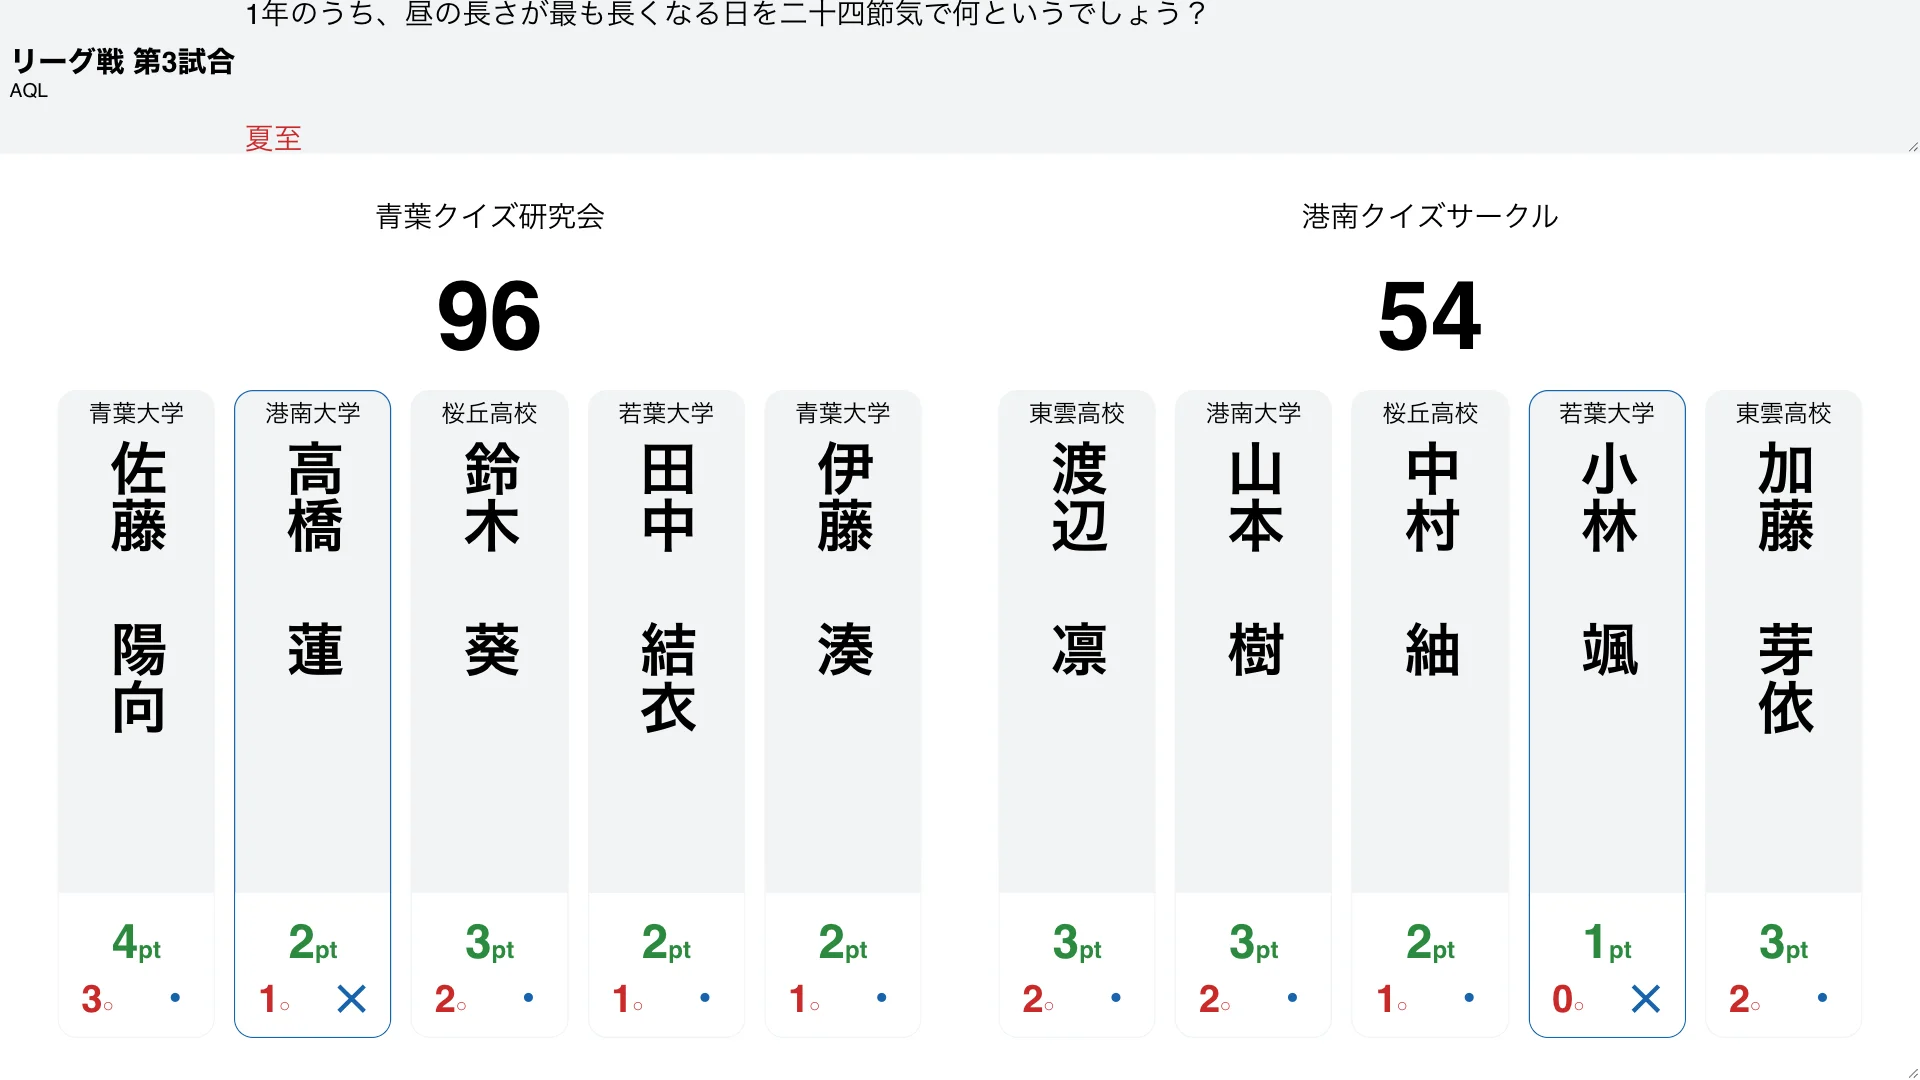 1年のうち、昼の長さが最も長くなる日を二十四節気で何というでしょう？
リーグ戦 第3試合
AQL
夏至
青葉クイズ研究会
96
青葉大学
佐藤 陽向
4pt
3○ •
港南大学
高橋 蓮
2pt
1○ ×
桜丘高校
鈴木 葵
3pt
2○ •
若葉大学
田中 結衣
2pt
1○ •
青葉大学
伊藤 湊
2pt
1○ •
港南クイズサークル
54
東雲高校
渡辺 凛
3pt
2○ •
港南大学
山本 樹
3pt
2○ •
桜丘高校
中村 紬
2pt
1○ •
若葉大学
小林 颯
1pt
0○ ×
東雲高校
加藤 芽依
3pt
2○ •